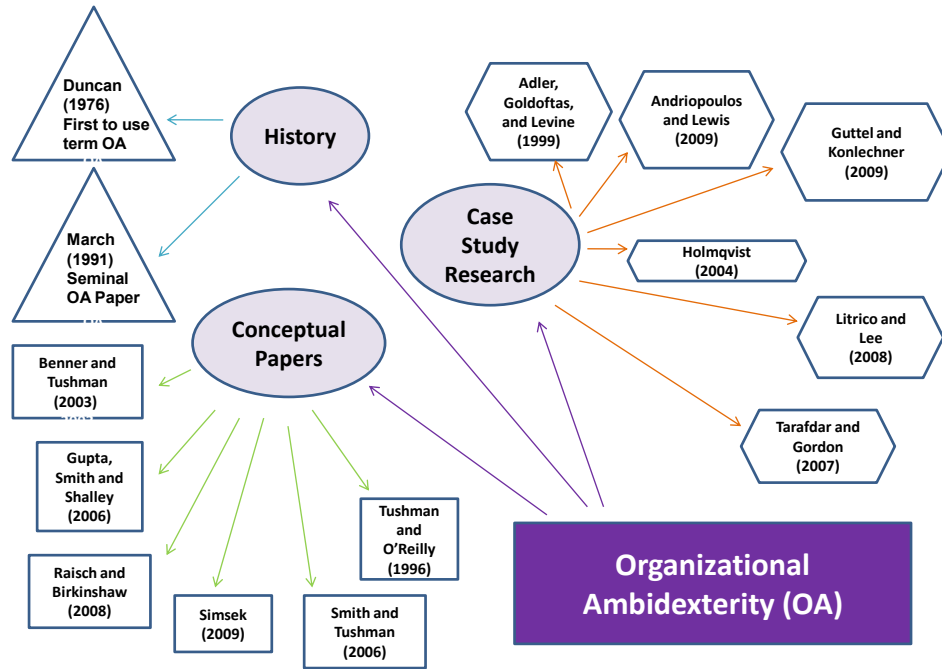 Duncan
(1976)
First to use
term OA
History
Adler,
Goldoftas,
and Levine
(1999)
Andriopoulos
and Lewis
(2009)
Guttel and
Konlechner
(2009)
March
(1991)
Seminal
OA Paper
Case
Study
Research
Holmqvist
(2004)
Conceptual
Papers
Litrico and
Lee
(2008)
Benner and
Tushman
(2003)
Tarafdar and
Gordon
(2007)
Gupta,
Smith and
Shalley
(2006)
Tushman
and
O’Reilly
(1996)
Raisch and
Birkinshaw
(2008)
Simsek
(2009)
Smith and
Tushman
2006)
Organizational
Ambidexterity (OA)